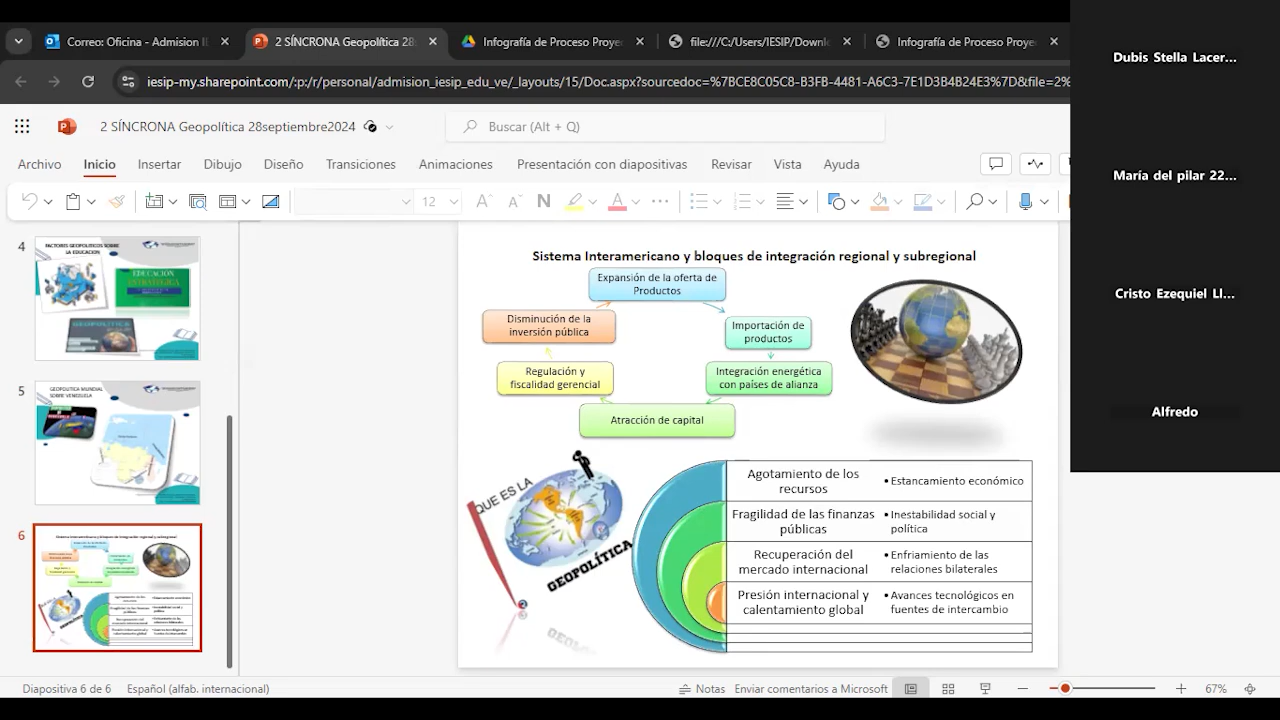 Correo: Oficina - Admision II
2 SÍNCRONA Geopolítica 28
Infografía de Proceso Proye
file:///C:/Users/IESIP/Downl
Infografía de Proceso Proye
iesip-my.sharepoint.com/:p:/r/personal/admision_iesip_edu_ve/_layouts/15/Doc.aspx?sourcedoc=%7BCE8C05C8-B3FB-4481-A6C3-7E1D3B4B24E3%7D&file=2%
2 SÍNCRONA Geopolítica 28septiembre2024
Buscar (Alt + Q)
Archivo Inicio Insertar Dibujo Diseño Transiciones Animaciones Presentación con diapositivas Revisar Vista Ayuda
12
N
4
FACTORES GEOPOLITICOS SOBRE
LA EDUCACION
EDUCACIÓN
ESTRATÉGICA
GEOPOLÍTICA
5
GEOPOLITICA MUNDIAL
SOBRE VENEZUELA
6
Sistema Interamericano y bloques de integración regional y subregional
Expansión de la oferta de
Productos
Disminución de la
inversión pública
Importación de
productos
Regulación y
fiscalidad gerencial
Integración energética
con países de alianza
Atracción de capital
QUE ES LA
GEOPOLÍTICA
Agotamiento de los
recursos
•Estancamiento económico
Fragilidad de las finanzas
públicas
•Inestabilidad social y
política
Recuperación del
mercado internacional
•Enfriamiento de las
relaciones bilaterales
Presión internacional y
calentamiento global
•Avances tecnológico en
fuentes de intercambio
Dubis Stella Lacer...
María del pilar 22...
Cristo Ezequiel Ll...
Alfredo
Diapositiva 6 de 6 Español (alfab. internacional)
Notas Enviar comentarios a Microsoft
67%